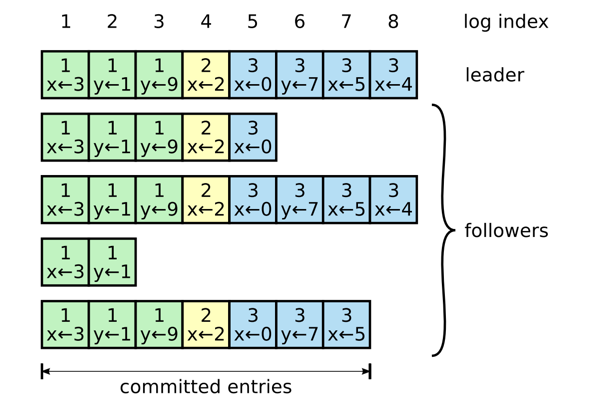 1 2 3 4 5 6 7 8 log index
1 1 1 2 3 3 3 3
x←3 y←1 y←9 x←2 x←0 y←7 x←5 x←4
leader
1 1 1 2 3
x←3 y←1 y←9 x←2 x←0
1 1 1 2 3 3 3 3
x←3 y←1 y←9 x←2 x←0 y←7 x←5 x←4
followers
1 1
x←3 y←1
1 1 1 2 3 3 3
x←3 y←1 y←9 x←2 x←0 y←7 x←5
committed entries